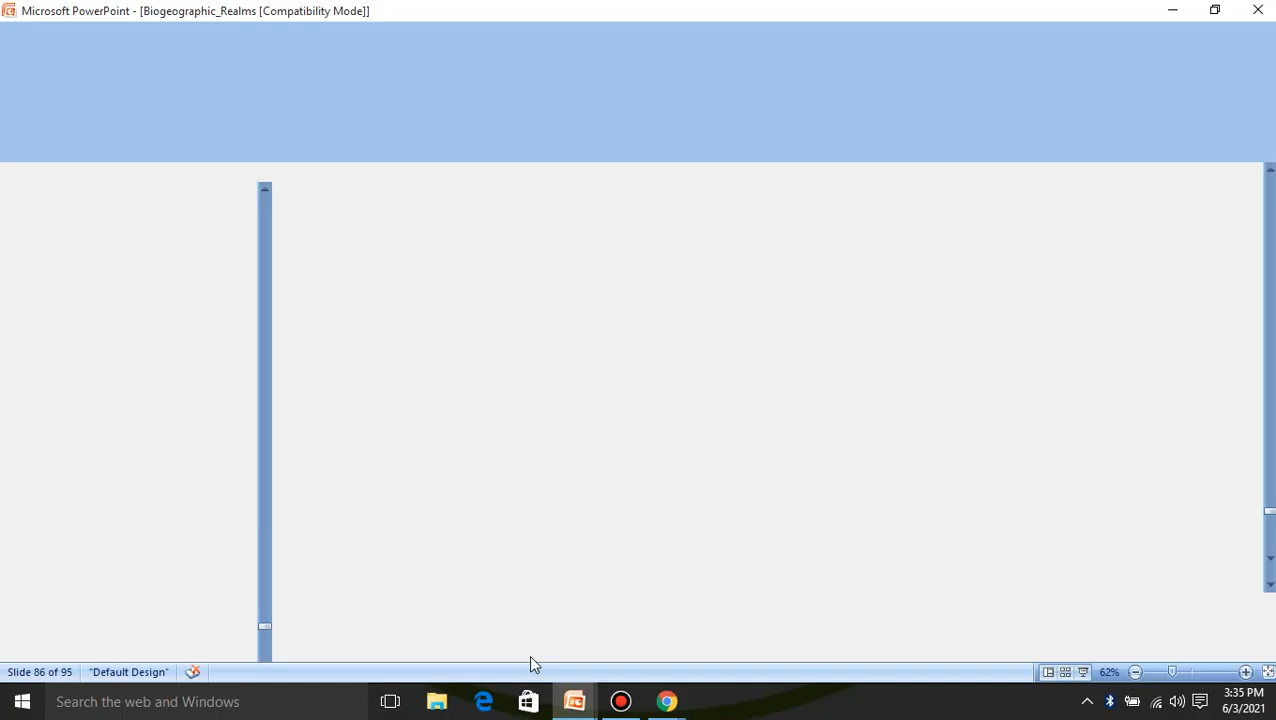 Microsoft PowerPoint - [Biogeographic_Realms [Compatibility Mode]]
Slide 86 of 95
"Default Design"
62%
Search the web and Windows
3:35 PM
6/3/2021